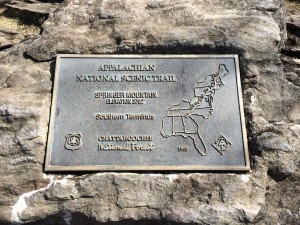 APPALACHIAN
NATIONAL SCENIC TRAIL
SPRINGER MOUNTAIN
ELEVATION 3782'
Southern Terminus
CHATTAHOOCHEE
National Forest